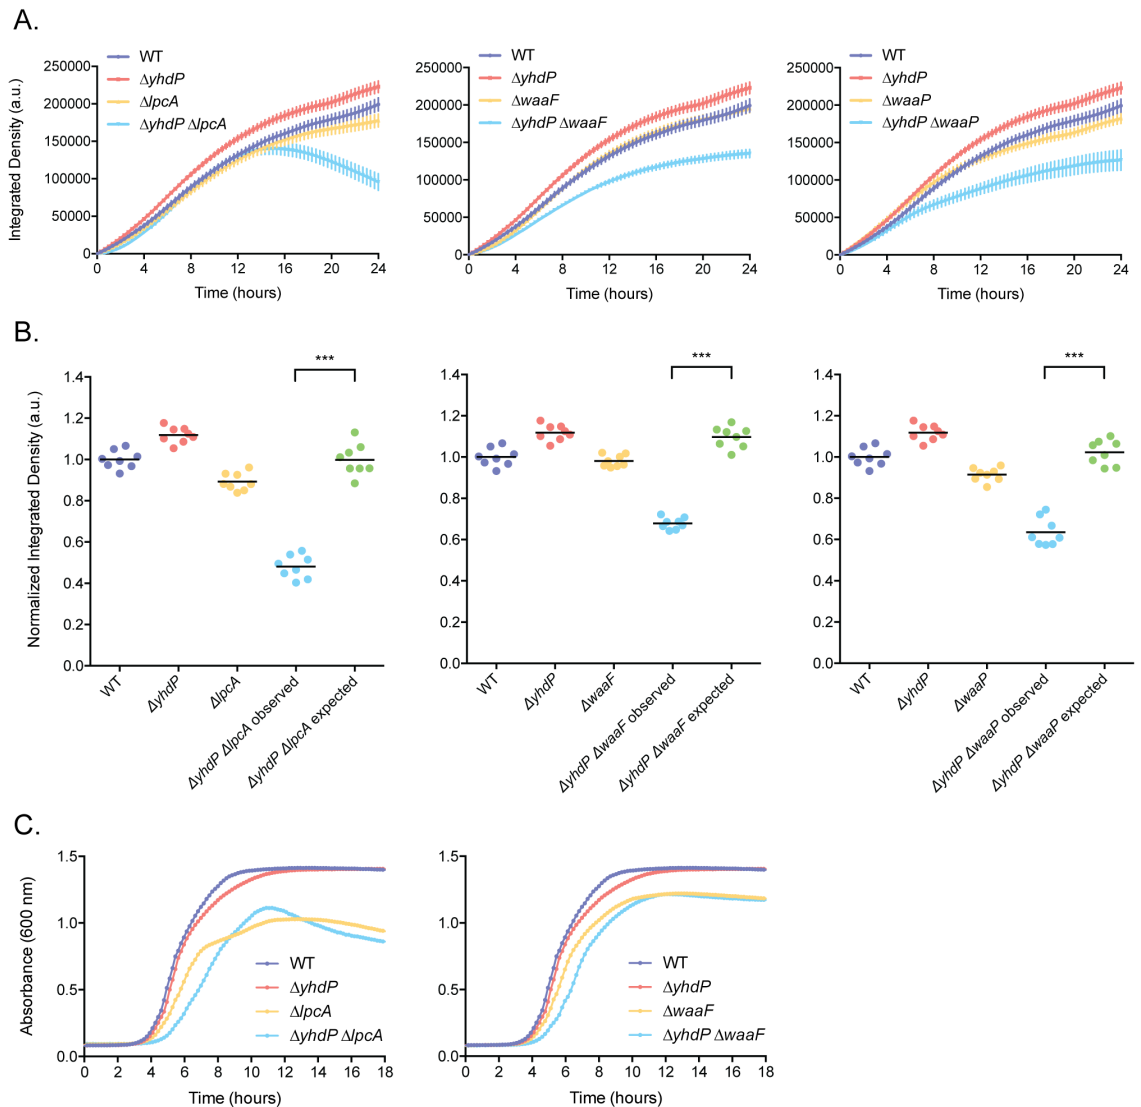 A.
WT
ΔyhdP
ΔlpcA
ΔyhdP ΔlpcA
Integrated Density (a.u.)
250000
200000
150000
100000
50000
0
0 4 8 12 16 20 24
Time (hours)
WT
ΔyhdP
ΔwaaF
ΔyhdP ΔwaaF
250000
200000
150000
100000
50000
0
0 4 8 12 16 20 24
Time (hours)
WT
ΔyhdP
ΔwaaP
ΔyhdP ΔwaaP
250000
200000
150000
100000
50000
0
0 4 8 12 16 20 24
Time (hours)
B.
Normalized Integrated Density (a.u.)
***
1.4
1.2
1.0
0.8
0.6
0.4
0.2
0.0
WT
ΔyhdP
ΔlpcA
ΔyhdP ΔlpcA observed
ΔyhdP ΔlpcA expected
***
1.4
1.2
1.0
0.8
0.6
0.4
0.2
0.0
WT
ΔyhdP
ΔwaaF
ΔyhdP ΔwaaF observed
ΔyhdP ΔwaaF expected
***
1.4
1.2
1.0
0.8
0.6
0.4
0.2
0.0
WT
ΔyhdP
ΔwaaP
ΔyhdP ΔwaaP observed
ΔyhdP ΔwaaP expected
C.
Absorbance (600 nm)
1.5
1.0
0.5
0.0
WT
ΔyhdP
ΔlpcA
ΔyhdP ΔlpcA
0 2 4 6 8 10 12 14 16 18
Time (hours)
1.5
1.0
0.5
0.0
WT
ΔyhdP
ΔwaaF
ΔyhdP ΔwaaF
0 2 4 6 8 10 12 14 16 18
Time (hours)